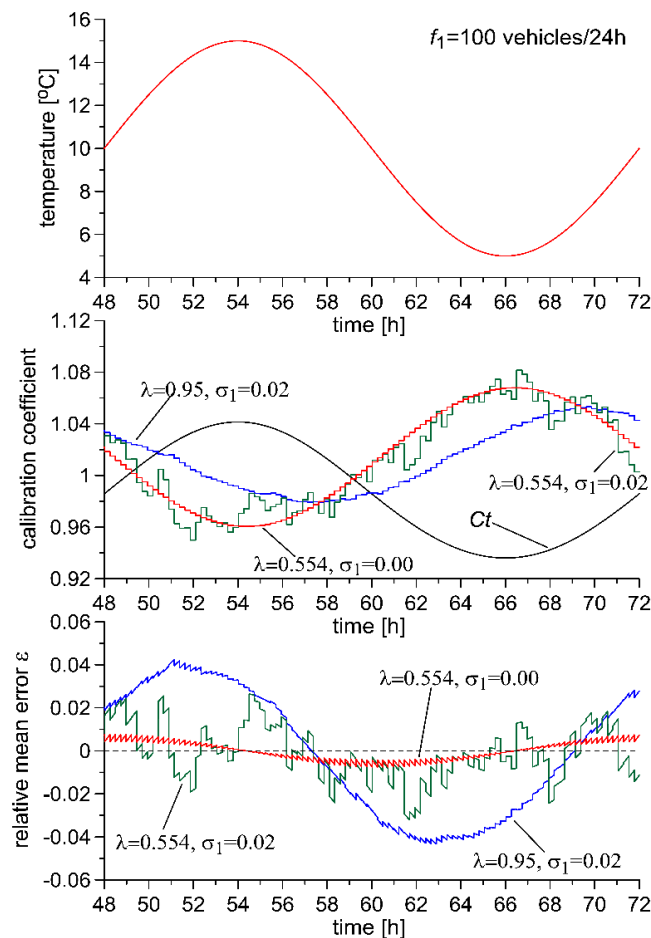 f₁=100 vehicles/24h
temperature [ºC]
16
14
12
10
8
6
4
48 50 52 54 56 58 60 62 64 66 68 70 72
time [h]
calibration coefficient
1.12
1.08
1.04
1
0.96
0.92
λ=0.95, σ₁=0.02
λ=0.554, σ₁=0.02
Ct
λ=0.554, σ₁=0.00
48 50 52 54 56 58 60 62 64 66 68 70 72
time [h]
relative mean error ε
0.06
0.04
0.02
0
-0.02
-0.04
-0.06
λ=0.554, σ₁=0.00
λ=0.554, σ₁=0.02
λ=0.95, σ₁=0.02
48 50 52 54 56 58 60 62 64 66 68 70 72
time [h]